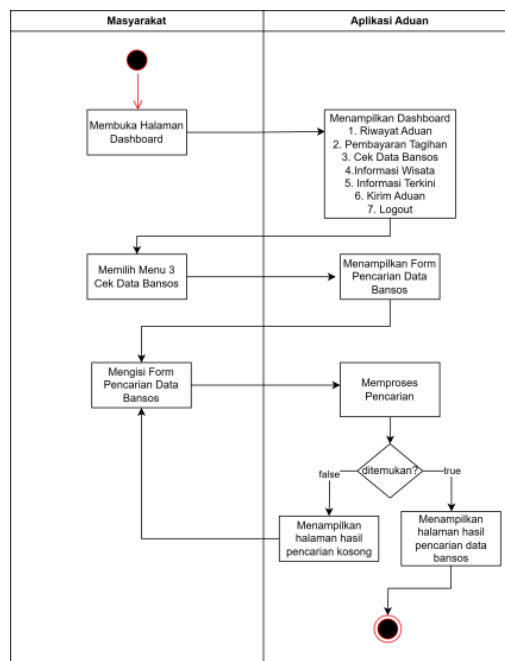 Masyarakat
Aplikasi Aduan
Membuka Halaman
Dashboard
Menampilkan Dashboard
1. Riwayat Aduan
2. Pembayaran Tagihan
3. Cek Data Bansos
4.Informasi Wisata
5. Informasi Terkini
6. Kirim Aduan
7. Logout
Memilih Menu 3
Cek Data Bansos
Menampilkan Form
Pencarian Data
Bansos
Mengisi Form
Pencarian Data
Bansos
Memproses
Pencarian
ditemukan?
false
true
Menampilkan
halaman hasil
pencarian kosong
Menampilkan
halaman hasil
pencarian data
bansos